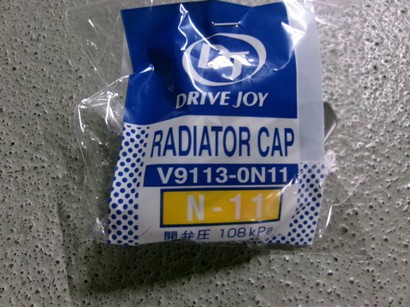 DJ
DRIVE JOY
RADIATOR CAP
V9113-0N11
N-11
開弁圧 108kPa